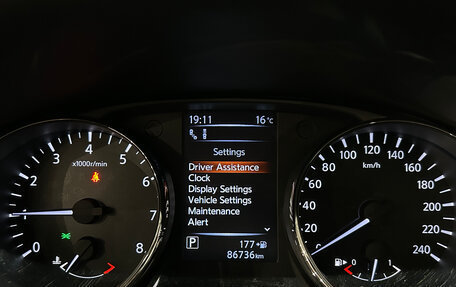 19:11 16°C
Settings
Driver Assistance
Clock
Display Settings
Vehicle Settings
Maintenance
Alert
P 177
86736km
x1000r/min
0
1
2
3
4
5
6
7
8
km/h
0
20
40
60
80
100
120
140
160
180
200
220
240
0 1